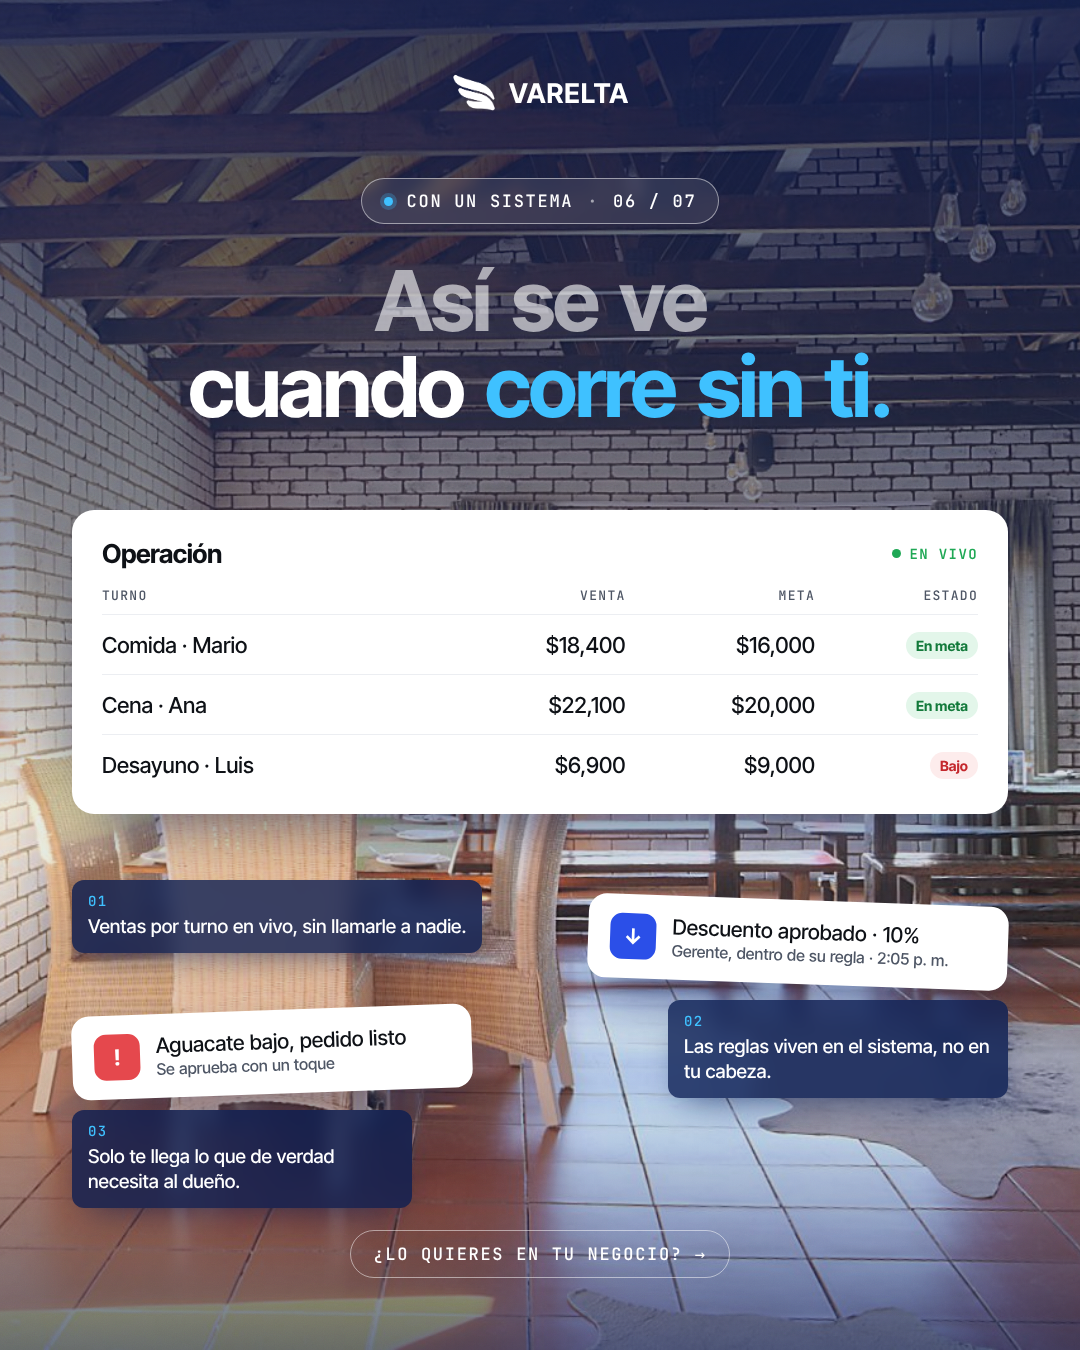 VARELTA
CON UN SISTEMA · 06 / 07
Así se ve
cuando corre sin ti.
Operación
EN VIVO
TURNO VENTA META ESTADO
Comida · Mario $18,400 $16,000 En meta
Cena · Ana $22,100 $20,000 En meta
Desayuno · Luis $6,900 $9,000 Bajo
01
Ventas por turno en vivo, sin llamarle a nadie.
Descuento aprobado · 10%
Gerente, dentro de su regla · 2:05 p. m.
02
Las reglas viven en el sistema, no en
tu cabeza.
!
Aguacate bajo, pedido listo
Se aprueba con un toque
03
Solo te llega lo que de verdad
necesita al dueño.
¿LO QUIERES EN TU NEGOCIO? →